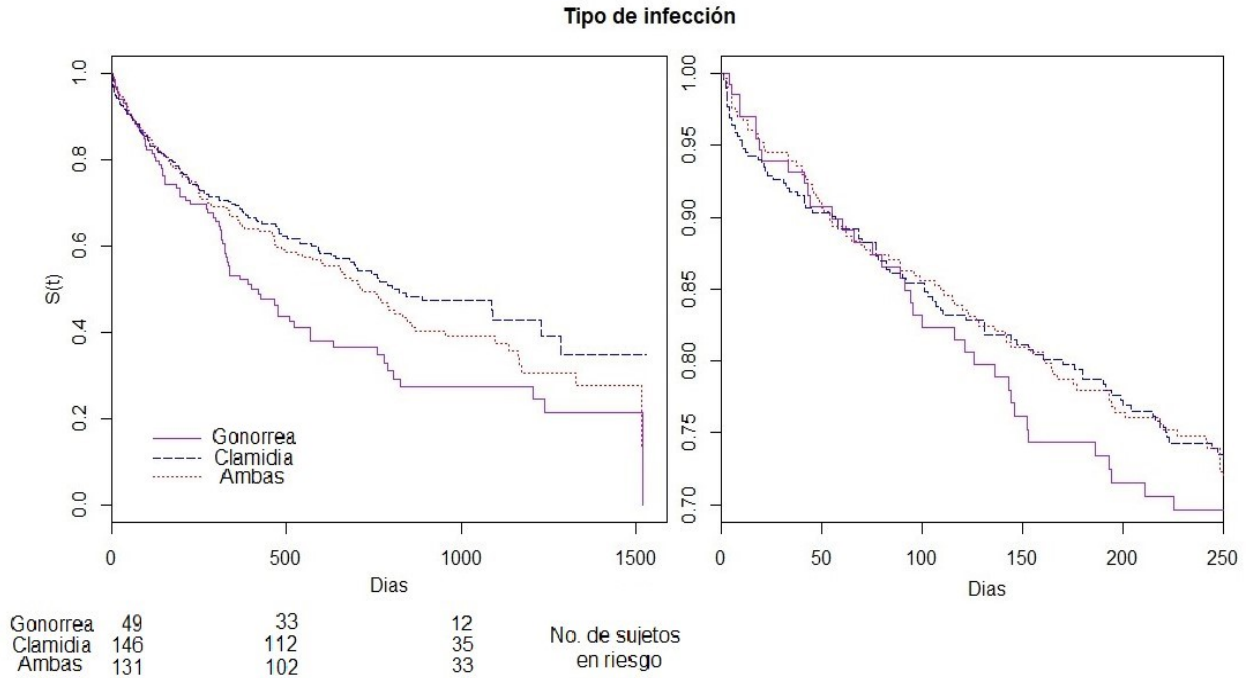 Tipo de infección
S(t)
1.0
0.8
0.6
0.4
0.2
0.0
Gonorrea
Clamidia
Ambas
0 500 1000 1500
Dias
1.00
0.95
0.90
0.85
0.80
0.75
0.70
0 50 100 150 200 250
Dias
Gonorrea 49 33 12
Clamidia 146 112 35
Ambas 131 102 33
No. de sujetos
en riesgo